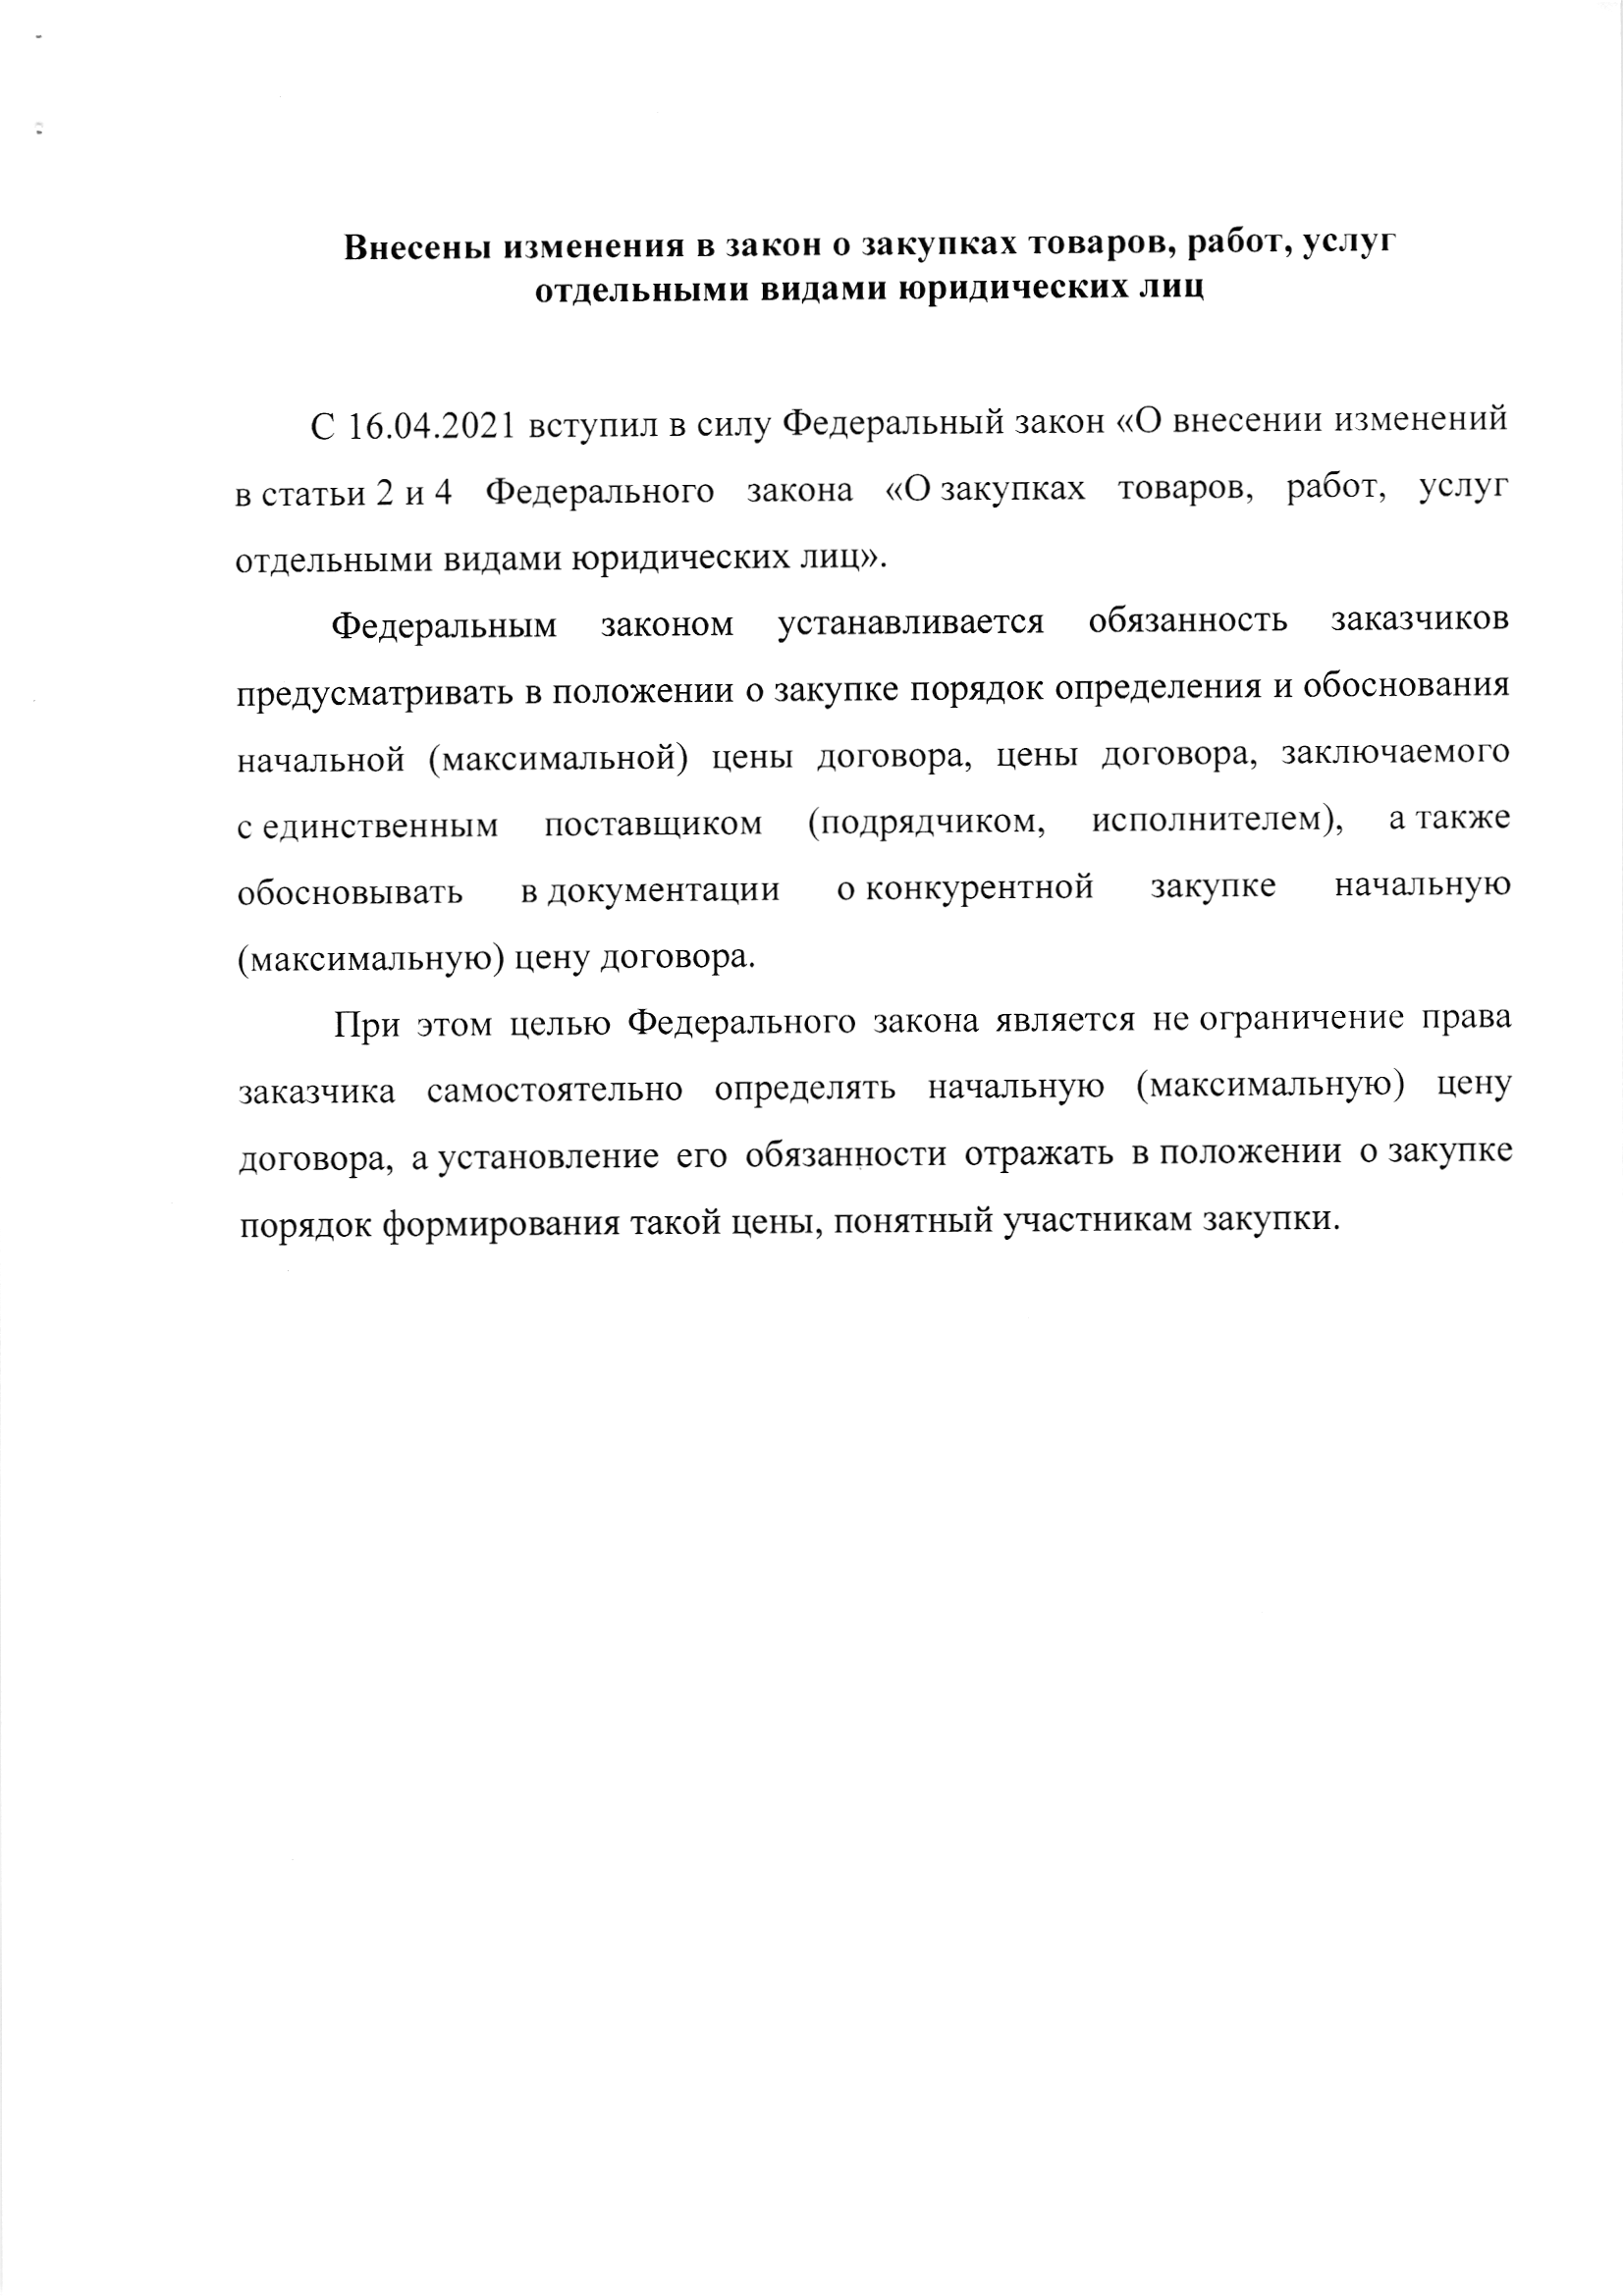 Внесены изменения в закон о закупках товаров, работ, услуг
отдельными видами юридических лиц
С 16.04.2021 вступил в силу Федеральный закон «О внесении изменений
в статьи 2 и 4 Федерального закона «О закупках товаров, работ, услуг
отдельными видами юридических лиц».
Федеральным законом устанавливается обязанность заказчиков
предусматривать в положении о закупке порядок определения и обоснования
начальной (максимальной) цены договора, цены договора, заключаемого
с единственным поставщиком (подрядчиком, исполнителем), а также
обосновывать в документации о конкурентной закупке начальную
(максимальную) цену договора.
При этом целью Федерального закона является не ограничение права
заказчика самостоятельно определять начальную (максимальную) цену
договора, а установление его обязанности отражать в положении о закупке
порядок формирования такой цены, понятный участникам закупки.